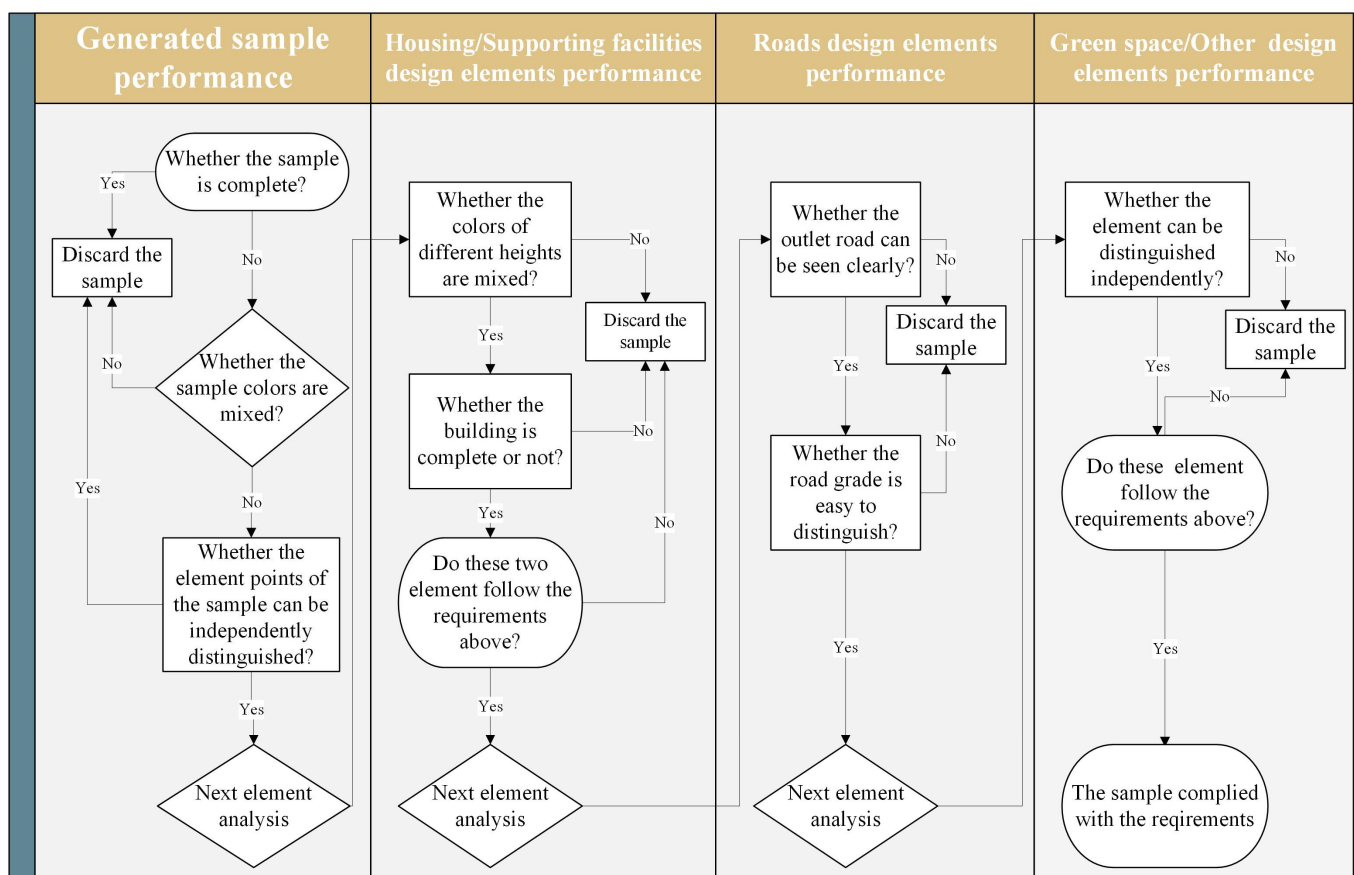 Generated sample
performance
Housing/Supporting facilities
design elements performance
Roads design elements
performance
Green space/Other design
elements performance
Whether the sample
is complete?
Yes
Discard the
sample
No
Whether the
sample colors are
mixed?
No
Yes
No
Whether the
element points of
the sample can be
independently
distinguished?
Yes
Next element
analysis
Whether the
colors of
different heights
are mixed?
No
Discard the
sample
Yes
Whether the
building is
complete or not?
No
Yes
No
Do these two
element follow the
requirements
above?
Yes
Next element
analysis
Whether the
outlet road can
be seen clearly?
No
Discard the
sample
Yes
Whether the
road grade is
easy to
distinguish?
No
Yes
Next element
analysis
Whether the
element can be
distinguished
independently?
No
Discard the
sample
Yes
No
Do these element
follow the
requirements above?
Yes
The sample complied
with the reqirements